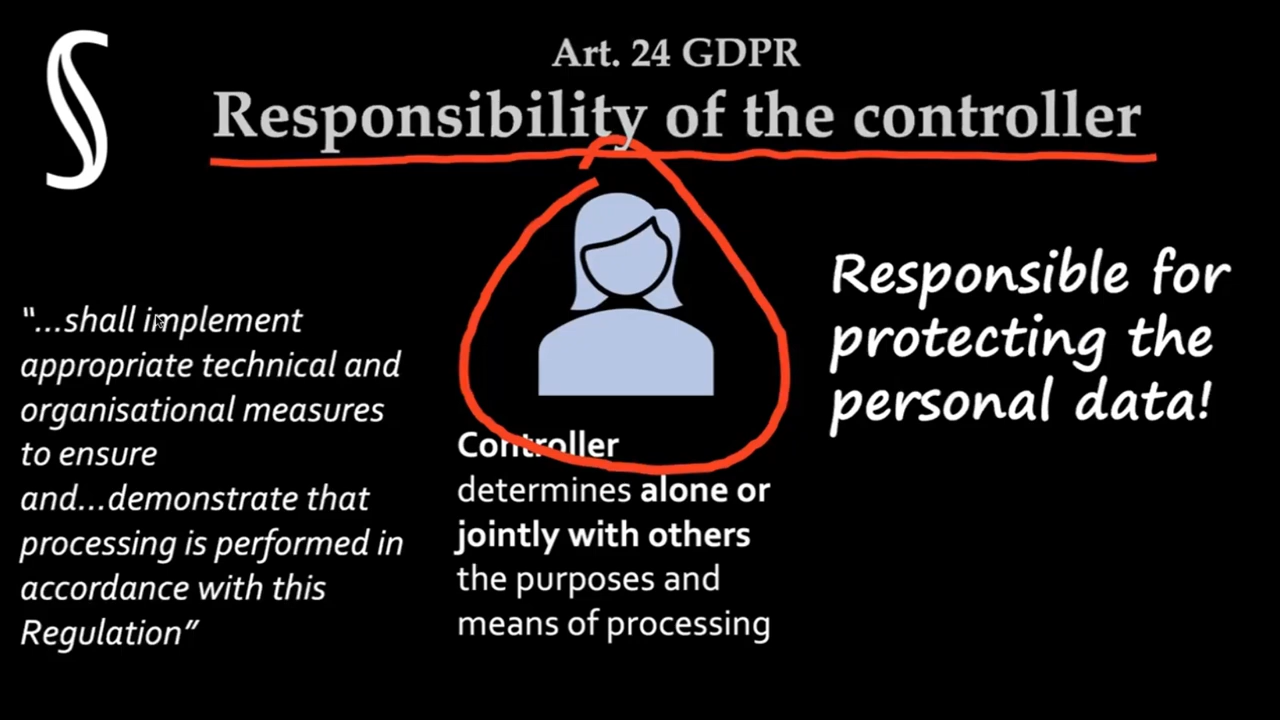 §
Art. 24 GDPR
Responsibility of the controller
“...shall implement
appropriate technical and
organisational measures
to ensure
and...demonstrate that
processing is performed in
accordance with this
Regulation”
Controller
determines alone or
jointly with others
the purposes and
means of processing
Responsible for
protecting the
personal data!